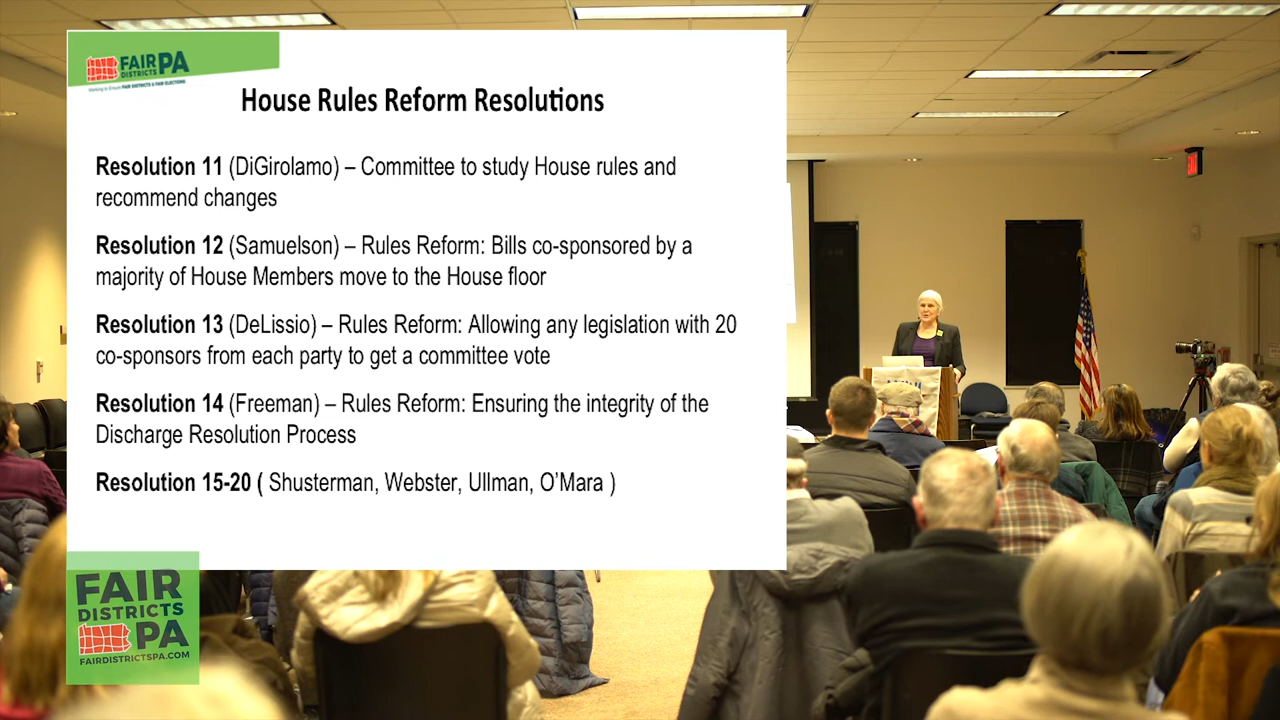 FAIR
DISTRICTS
PA
Working to Ensure FAIR DISTRICTS & FAIR ELECTIONS
House Rules Reform Resolutions
Resolution 11 (DiGirolamo) – Committee to study House rules and
recommend changes
Resolution 12 (Samuelson) – Rules Reform: Bills co-sponsored by a
majority of House Members move to the House floor
Resolution 13 (DeLissio) – Rules Reform: Allowing any legislation with 20
co-sponsors from each party to get a committee vote
Resolution 14 (Freeman) – Rules Reform: Ensuring the integrity of the
Discharge Resolution Process
Resolution 15-20 ( Shusterman, Webster, Ullman, O’Mara )
FAIR
DISTRICTS
PA
FAIRDISTRICTSPA.COM